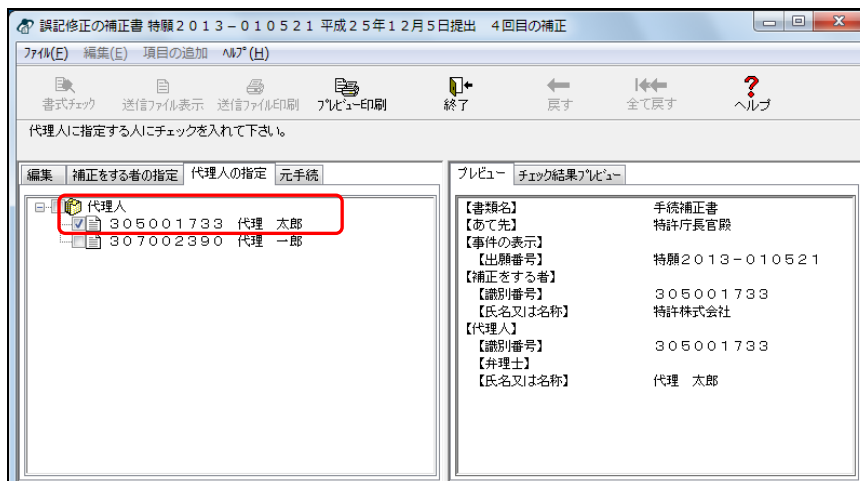 誤記修正の補正書 特願２０１３－０１０５２１ 平成２５年１２月５日提出 ４回目の補正
ﾌｧｲﾙ(F) 編集(E) 項目の追加 ﾍﾙﾌﾟ(H)
書式ﾁｪｯｸ 送信ﾌｧｲﾙ表示 送信ﾌｧｲﾙ印刷 ﾌﾟﾚﾋﾞｭｰ印刷 終了 戻す 全て戻す ヘルプ
代理人に指定する人にチェックを入れて下さい。
編集 補正をする者の指定 代理人の指定 元手続
代理人
３０５００１７３３ 代理 太郎
３０７００２３９０ 代理 一郎
プレビュー チェック結果ﾌﾟﾚﾋﾞｭｰ
【書類名】 手続補正書
【あて先】 特許庁長官殿
【事件の表示】
【出願番号】 特願２０１３－０１０５２１
【補正をする者】
【識別番号】 ３０５００１７３３
【氏名又は名称】 特許株式会社
【代理人】
【識別番号】 ３０５００１７３３
【弁理士】
【氏名又は名称】 代理 太郎